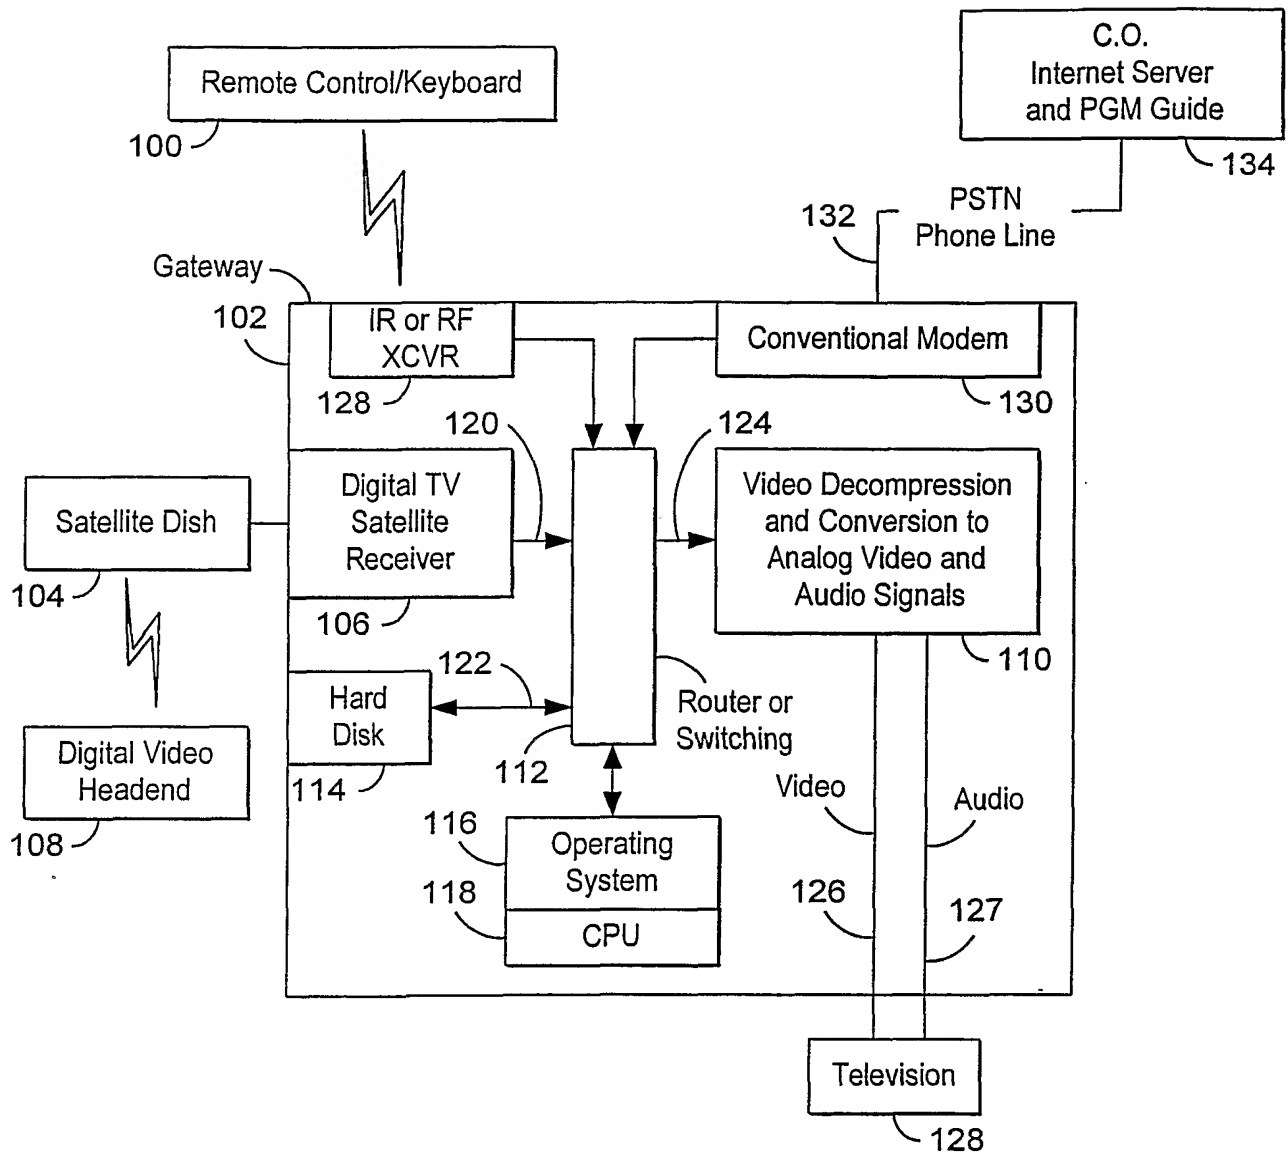 C.O.
Internet Server
and PGM Guide
134
Remote Control/Keyboard
100
132
PSTN
Phone Line
Gateway
102
IR or RF
XCVR
128
Conventional Modem
130
120
124
Digital TV
Satellite
Receiver
106
Video Decompression
and Conversion to
Analog Video and
Audio Signals
110
Satellite Dish
104
122
Hard
Disk
114
Router or
Switching
112
Digital Video
Headend
108
Video
Audio
116
Operating
System
118
CPU
126
127
Television
128